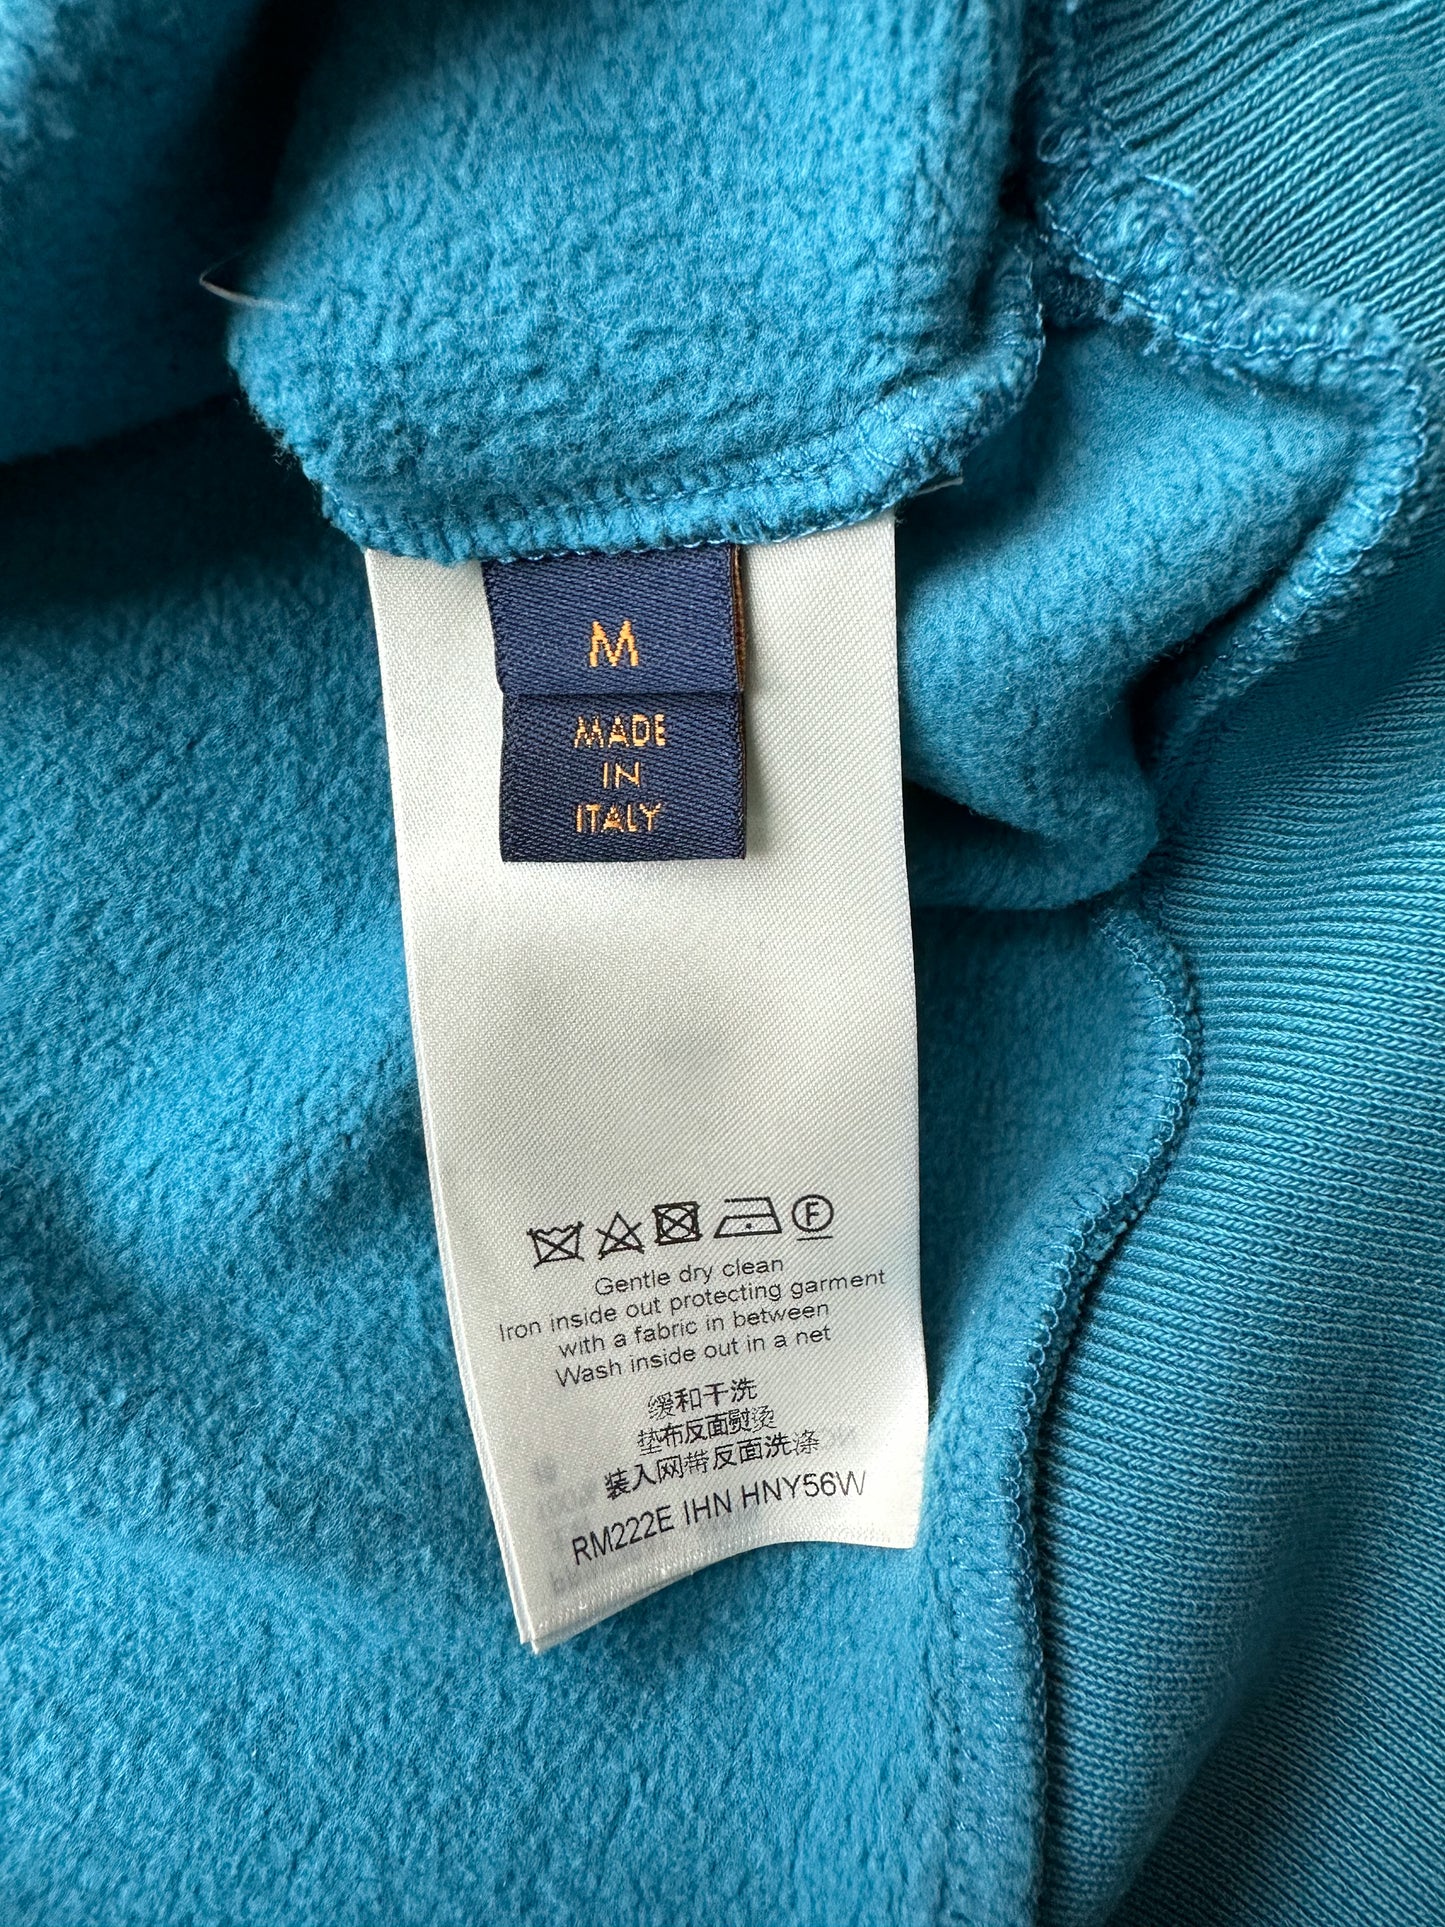 M
MADE
IN
ITALY
F
Gentle dry clean
Iron inside out protecting garment
with a fabric in between
Wash inside out in a net
缓和干洗
垫布反面熨烫
装入网带反面洗涤
RM222E IHN HNY56W